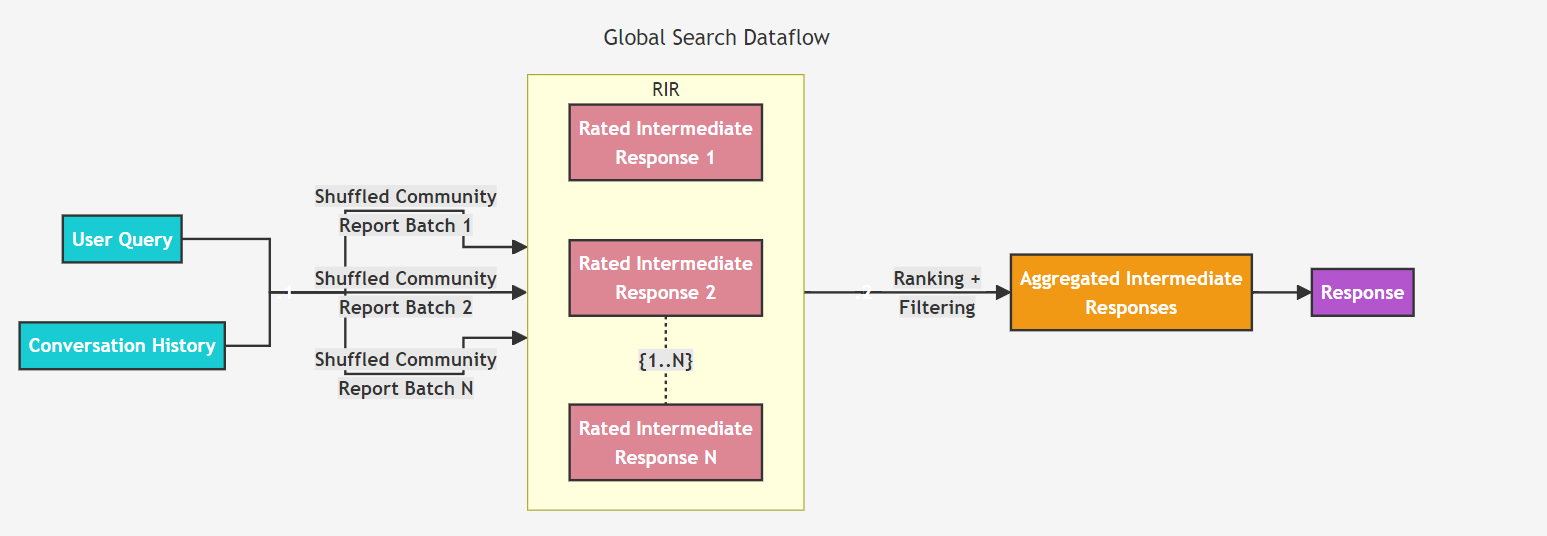 Global Search Dataflow
User Query
Conversation History
.1
Shuffled Community
Report Batch 1
Shuffled Community
Report Batch 2
Shuffled Community
Report Batch N
RIR
Rated Intermediate
Response 1
Rated Intermediate
Response 2
{1..N}
Rated Intermediate
Response N
.2
Ranking +
Filtering
Aggregated Intermediate
Responses
Response